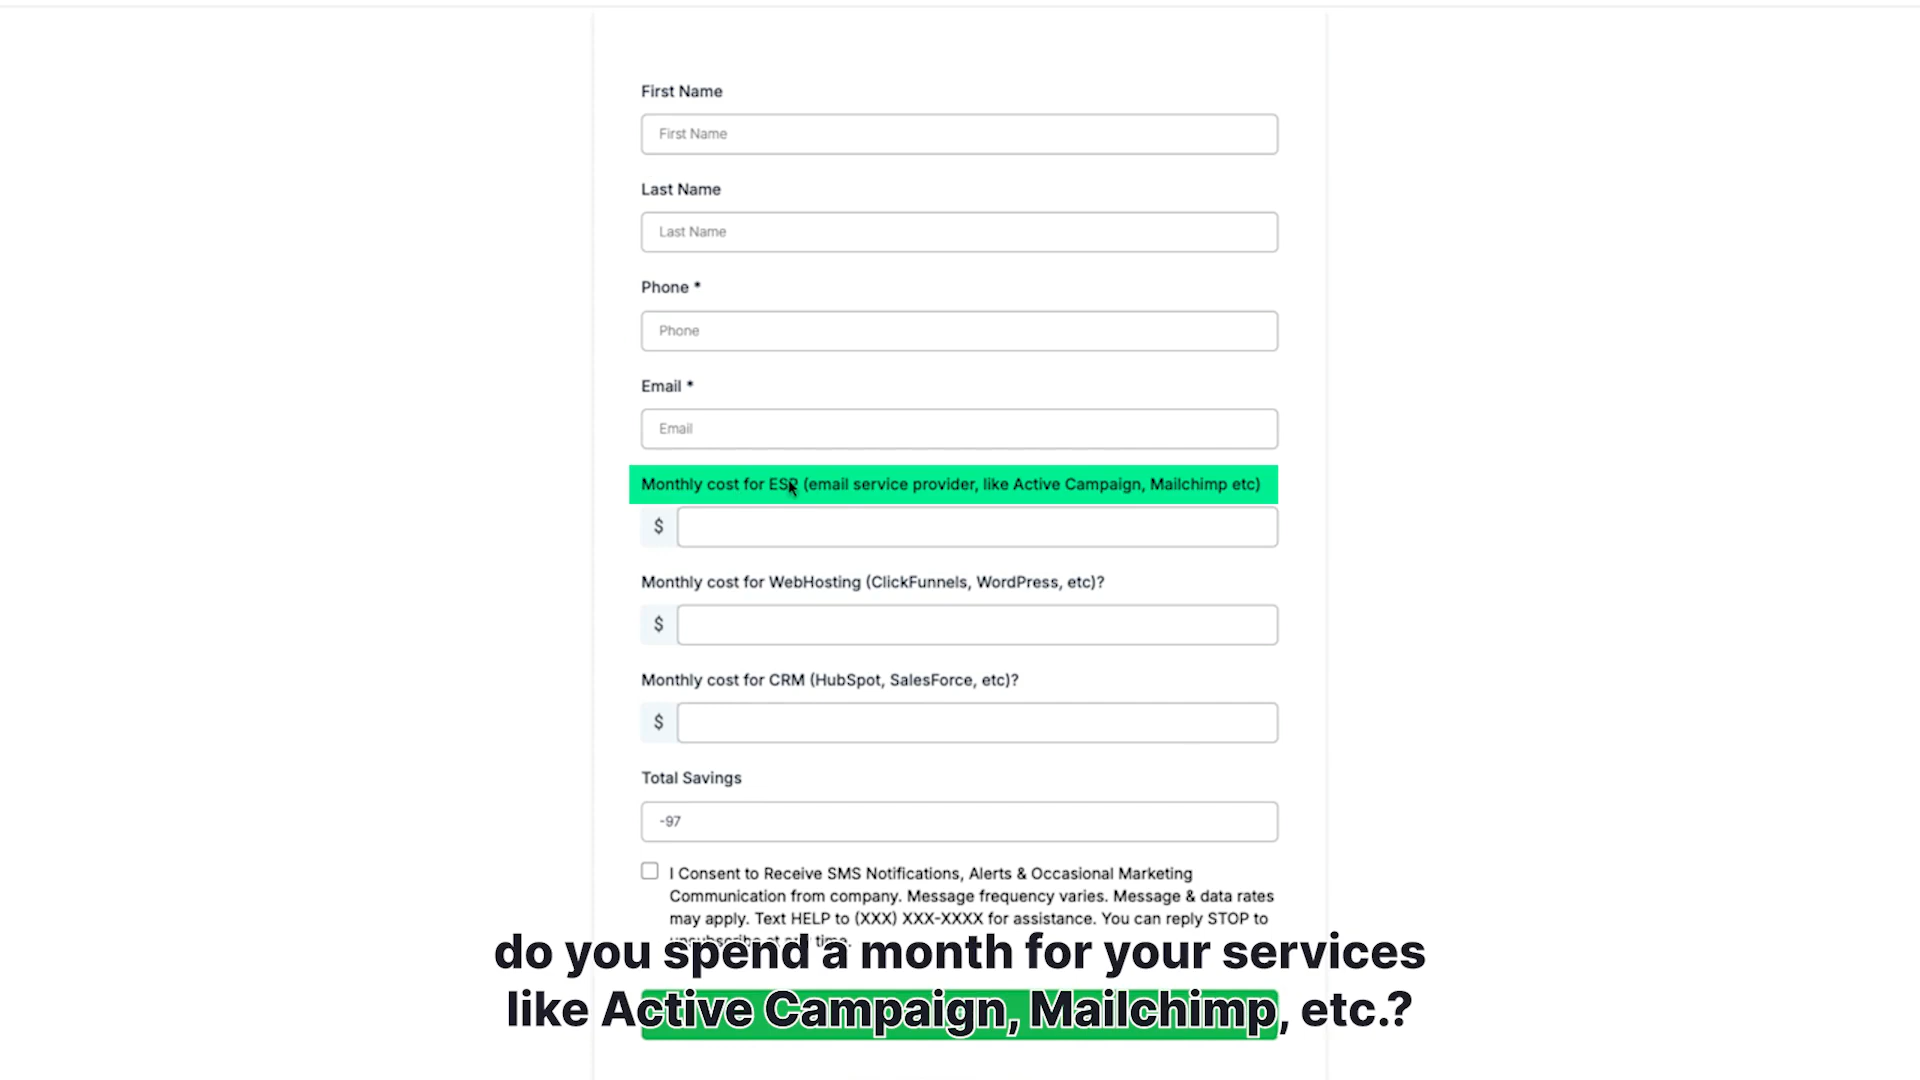 First Name
First Name
Last Name
Last Name
Phone *
Phone
Email *
Email
Monthly cost for ESP (email service provider, like Active Campaign, Mailchimp etc)
$
Monthly cost for WebHosting (ClickFunnels, WordPress, etc)?
$
Monthly cost for CRM (HubSpot, SalesForce, etc)?
$
Total Savings
-97
I Consent to Receive SMS Notifications, Alerts & Occasional Marketing
Communication from company. Message frequency varies. Message & data rates
may apply. Text HELP to (XXX) XXX-XXXX for assistance. You can reply STOP to
unsubscribe at any time.
do you spend a month for your services
like Active Campaign, Mailchimp, etc.?